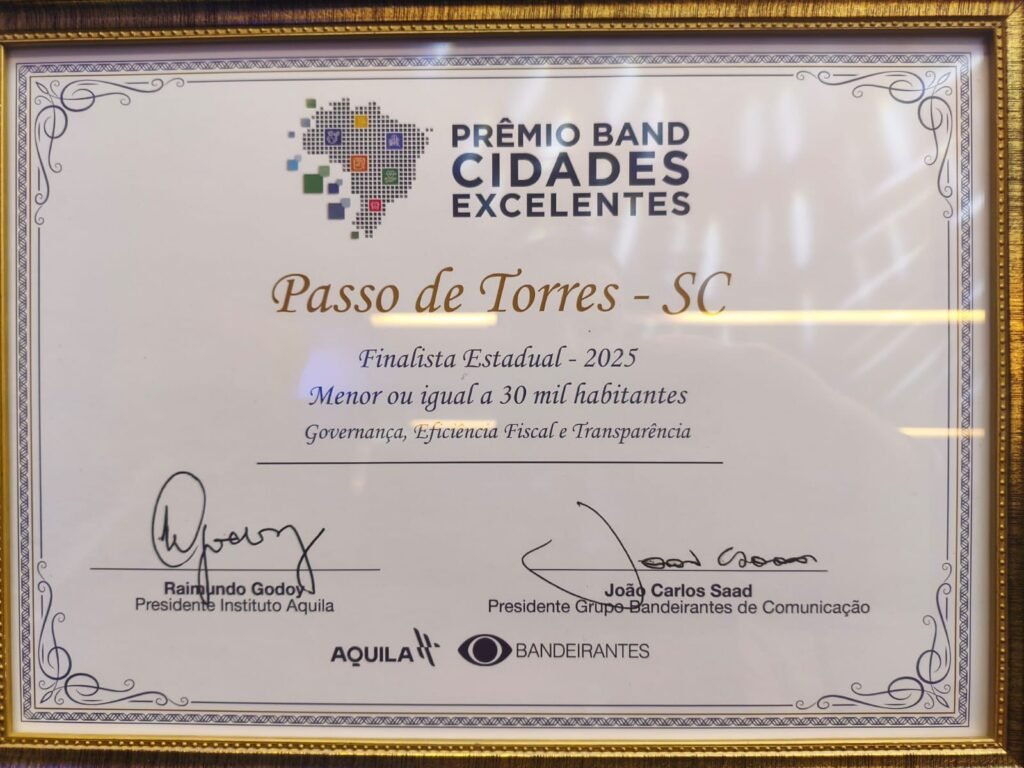 PRÊMIO BAND
CIDADES
EXCELENTES
Passo de Torres - SC
Finalista Estadual - 2025
Menor ou igual a 30 mil habitantes
Governança, Eficiência Fiscal e Transparência
Raimundo Godoy
Presidente Instituto Aquila
João Carlos Saad
Presidente Grupo Bandeirantes de Comunicação
AQUILA
BANDEIRANTES